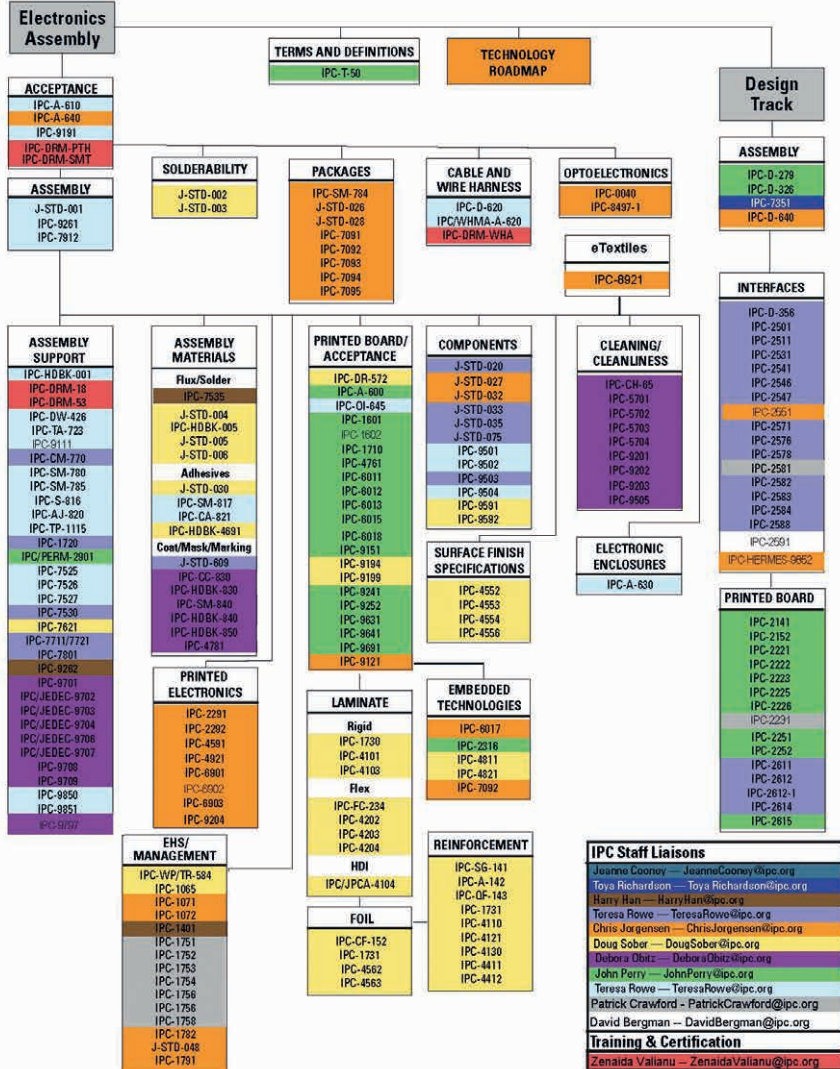 Electronics
Assembly
TERMS AND DEFINITIONS
IPC-T-50
TECHNOLOGY
ROADMAP
Design
Track
ACCEPTANCE
IPC-A-610
IPC-A-640
IPC-9191
IPC-DRM-PTH
IPC-DRM-SMT
ASSEMBLY
J-STD-001
IPC-9261
IPC-7912
SOLDERABILITY
J-STD-002
J-STD-003
PACKAGES
IPC-SM-784
J-STD-026
J-STD-028
IPC-7091
IPC-7092
IPC-7093
IPC-7094
IPC-7095
CABLE AND
WIRE HARNESS
IPC-D-620
IPC/WHMA-A-620
IPC-DRM-WHA
OPTOELECTRONICS
IPC-0040
IPC-8497-1
eTextiles
IPC-8921
ASSEMBLY
IPC-D-279
IPC-D-326
IPC-7351
IPC-D-640
INTERFACES
IPC-D-356
IPC-2501
IPC-2511
IPC-2531
IPC-2541
IPC-2546
IPC-2547
IPC-2551
IPC-2571
IPC-2576
IPC-2578
IPC-2581
IPC-2582
IPC-2583
IPC-2584
IPC-2588
IPC-2591
IPC-HERMES-9852
PRINTED BOARD
IPC-2141
IPC-2152
IPC-2221
IPC-2222
IPC-2223
IPC-2225
IPC-2226
IPC-2231
IPC-2251
IPC-2252
IPC-2611
IPC-2612
IPC-2612-1
IPC-2614
IPC-2615
ASSEMBLY
SUPPORT
IPC-HDBK-001
IPC-DRM-18
IPC-DRM-53
IPC-DW-426
IPC-TA-723
IPC-9111
IPC-CM-770
IPC-SM-780
IPC-SM-785
IPC-S-816
IPC-AJ-820
IPC-TP-1115
IPC-1720
IPC/PERM-2901
IPC-7525
IPC-7526
IPC-7527
IPC-7530
IPC-7621
IPC-7711/7721
IPC-7801
IPC-9262
IPC-9701
IPC/JEDEC-9702
IPC/JEDEC-9703
IPC/JEDEC-9704
IPC/JEDEC-9706
IPC/JEDEC-9707
IPC-9708
IPC-9709
IPC-9850
IPC-9851
IPC-9797
ASSEMBLY
MATERIALS
Flux/Solder
IPC-7535
J-STD-004
IPC-HDBK-005
J-STD-005
J-STD-006
Adhesives
J-STD-030
IPC-SM-817
IPC-CA-821
IPC-HDBK-4691
Coat/Mask/Marking
J-STD-609
IPC-CC-830
IPC-HDBK-830
IPC-SM-840
IPC-HDBK-840
IPC-HDBK-850
IPC-4781
PRINTED
ELECTRONICS
IPC-2291
IPC-2292
IPC-4591
IPC-4921
IPC-6901
IPC-6902
IPC-6903
IPC-9204
EHS/
MANAGEMENT
IPC-WP/TR-584
IPC-1065
IPC-1071
IPC-1072
IPC-1401
IPC-1751
IPC-1752
IPC-1753
IPC-1754
IPC-1756
IPC-1756
IPC-1758
IPC-1782
J-STD-048
IPC-1791
PRINTED BOARD/
ACCEPTANCE
IPC-DR-572
IPC-A-600
IPC-OI-645
IPC-1601
IPC-1602
IPC-1710
IPC-4761
IPC-6011
IPC-6012
IPC-6013
IPC-6015
IPC-6018
IPC-9151
IPC-9194
IPC-9199
IPC-9241
IPC-9252
IPC-9631
IPC-9641
IPC-9691
IPC-9121
LAMINATE
Rigid
IPC-1730
IPC-4101
IPC-4103
Flex
IPC-FC-234
IPC-4202
IPC-4203
IPC-4204
HDI
IPC/JPCA-4104
FOIL
IPC-CF-152
IPC-1731
IPC-4562
IPC-4563
COMPONENTS
J-STD-020
J-STD-027
J-STD-032
J-STD-033
J-STD-035
J-STD-075
IPC-9501
IPC-9502
IPC-9503
IPC-9504
IPC-9591
IPC-9592
SURFACE FINISH
SPECIFICATIONS
IPC-4552
IPC-4553
IPC-4554
IPC-4556
EMBEDDED
TECHNOLOGIES
IPC-6017
IPC-2316
IPC-4811
IPC-4821
IPC-7092
REINFORCEMENT
IPC-SG-141
IPC-A-142
IPC-QF-143
IPC-1731
IPC-4110
IPC-4121
IPC-4130
IPC-4411
IPC-4412
CLEANING/
CLEANLINESS
IPC-CH-65
IPC-5701
IPC-5702
IPC-5703
IPC-5704
IPC-9201
IPC-9202
IPC-9203
IPC-9505
ELECTRONIC
ENCLOSURES
IPC-A-630
IPC Staff Liaisons
Jeanne Cooney — JeanneCooney@ipc.org
Toya Richardson — Toya Richardson@ipc.org
Harry Han — HarryHan@ipc.org
Teresa Rowe — TeresaRowe@ipc.org
Chris Jorgensen — ChrisJorgensen@ipc.org
Doug Sober — DougSober@ipc.org
Debora Obitz — DeboraObitz@ipc.org
John Perry — JohnPerry@ipc.org
Teresa Rowe — TeresaRowe@ipc.org
Patrick Crawford - PatrickCrawford@ipc.org
David Bergman -- DavidBergman@ipc.org
Training & Certification
Zenaida Valianu — ZenaidaValianu@ipc.org